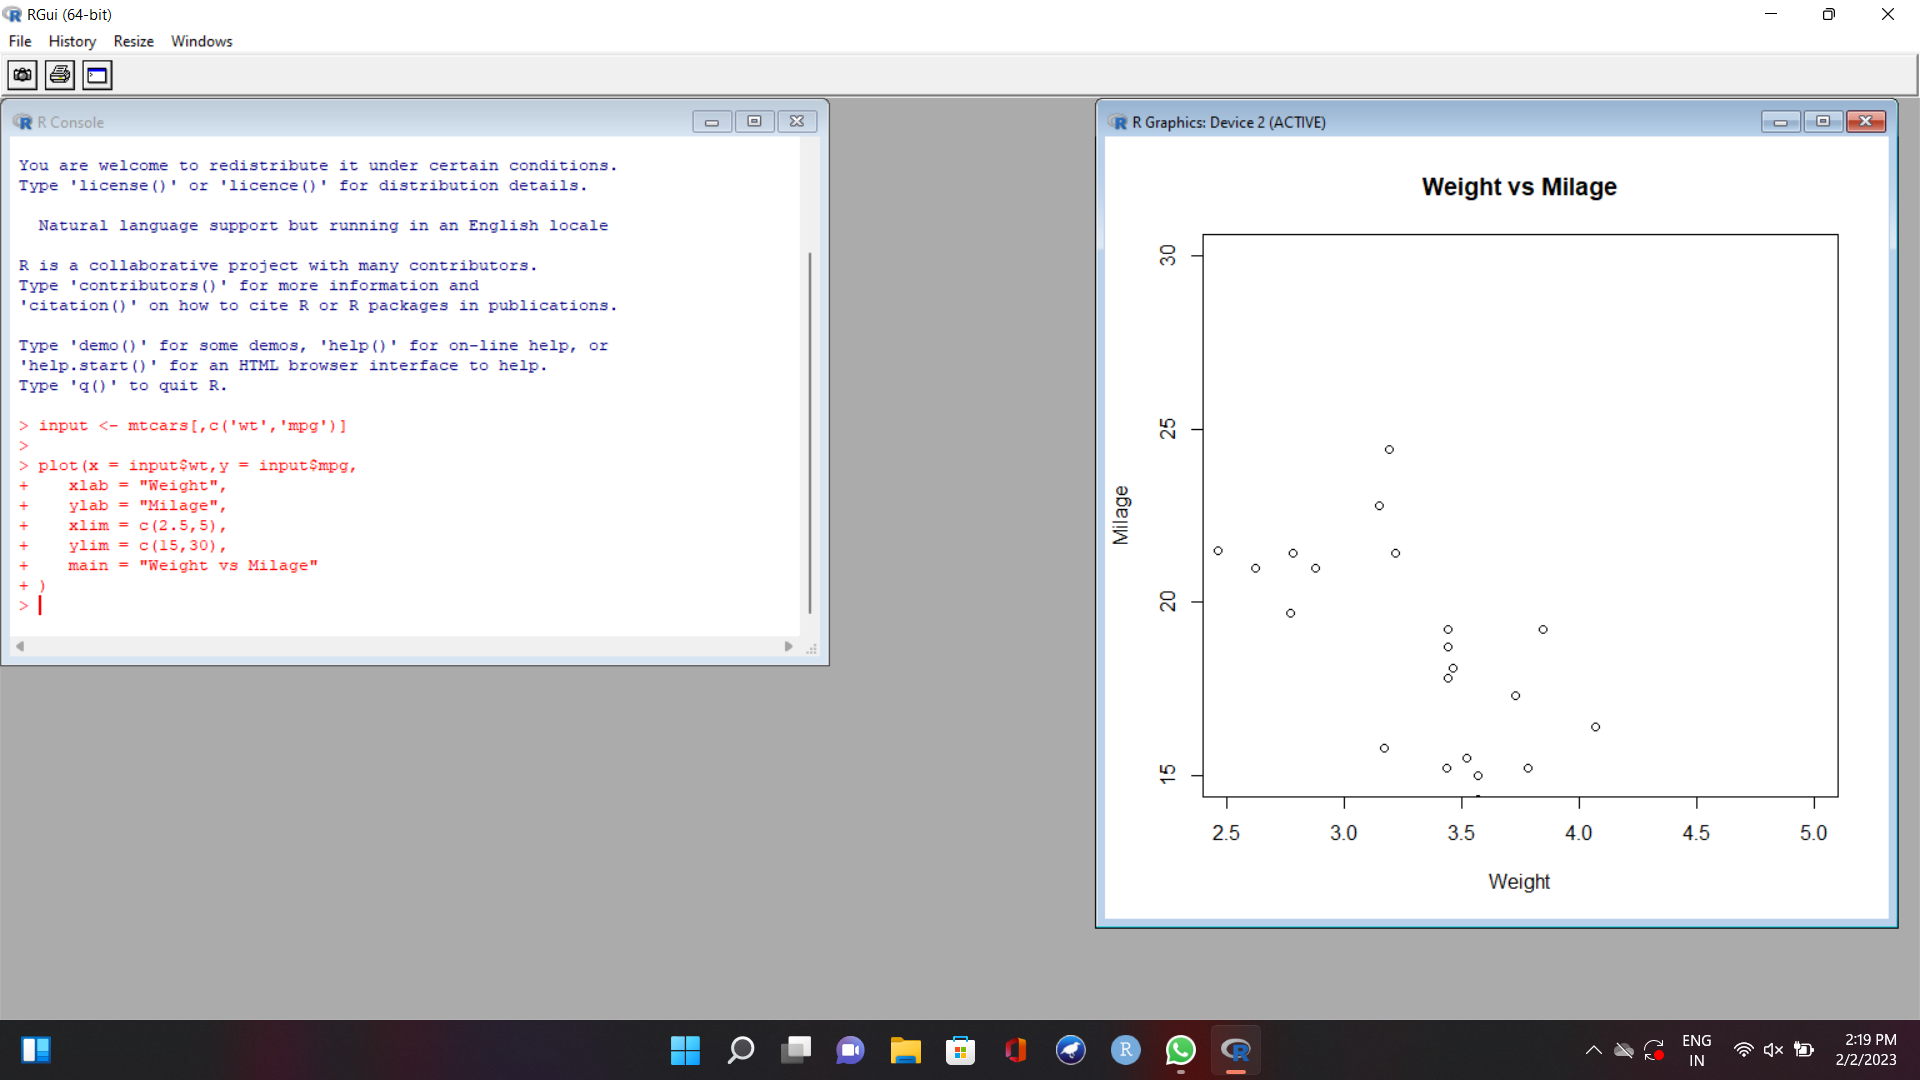 RGui (64-bit)
File History Resize Windows
R Console
You are welcome to redistribute it under certain conditions.
Type 'license()' or 'licence()' for distribution details.
Natural language support but running in an English locale
R is a collaborative project with many contributors.
Type 'contributors()' for more information and
'citation()' on how to cite R or R packages in publications.
Type 'demo()' for some demos, 'help()' for on-line help, or
'help.start()' for an HTML browser interface to help.
Type 'q()' to quit R.
> input <- mtcars[,c('wt','mpg')]
>
> plot(x = input$wt,y = input$mpg,
+    xlab = "Weight",
+    ylab = "Milage",
+    xlim = c(2.5,5),
+    ylim = c(15,30),
+    main = "Weight vs Milage"
+ )
>
R Graphics: Device 2 (ACTIVE)
Weight vs Milage
30
25
20
15
Milage
2.5 3.0 3.5 4.0 4.5 5.0
Weight
ENG
IN
2:19 PM
2/2/2023